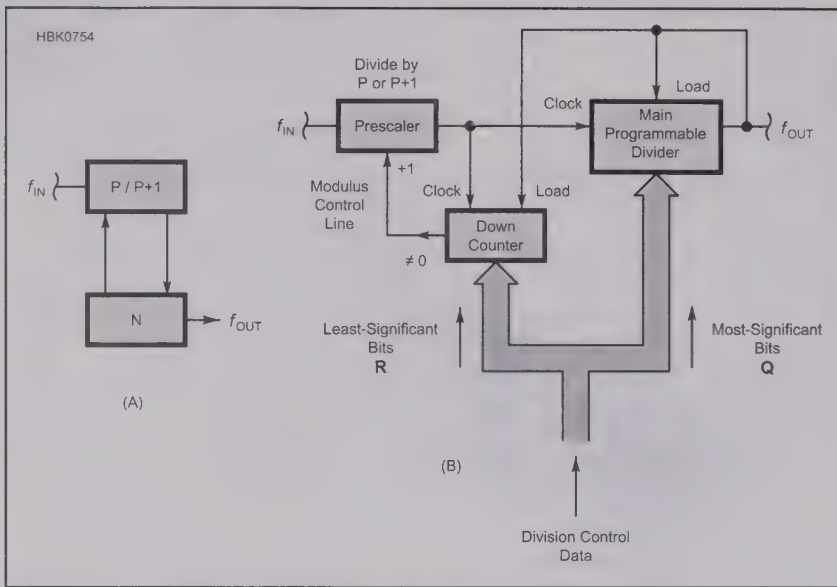 HBK0754
f IN
P / P+1
N
f OUT
(A)
Divide by
P or P+1
f IN
Prescaler
Clock
Load
Main
Programmable
Divider
f OUT
+1
Modulus
Control
Line
Clock
Load
Down
Counter
≠ 0
Least-Significant
Bits
R
Most-Significant
Bits
Q
(B)
Division Control
Data